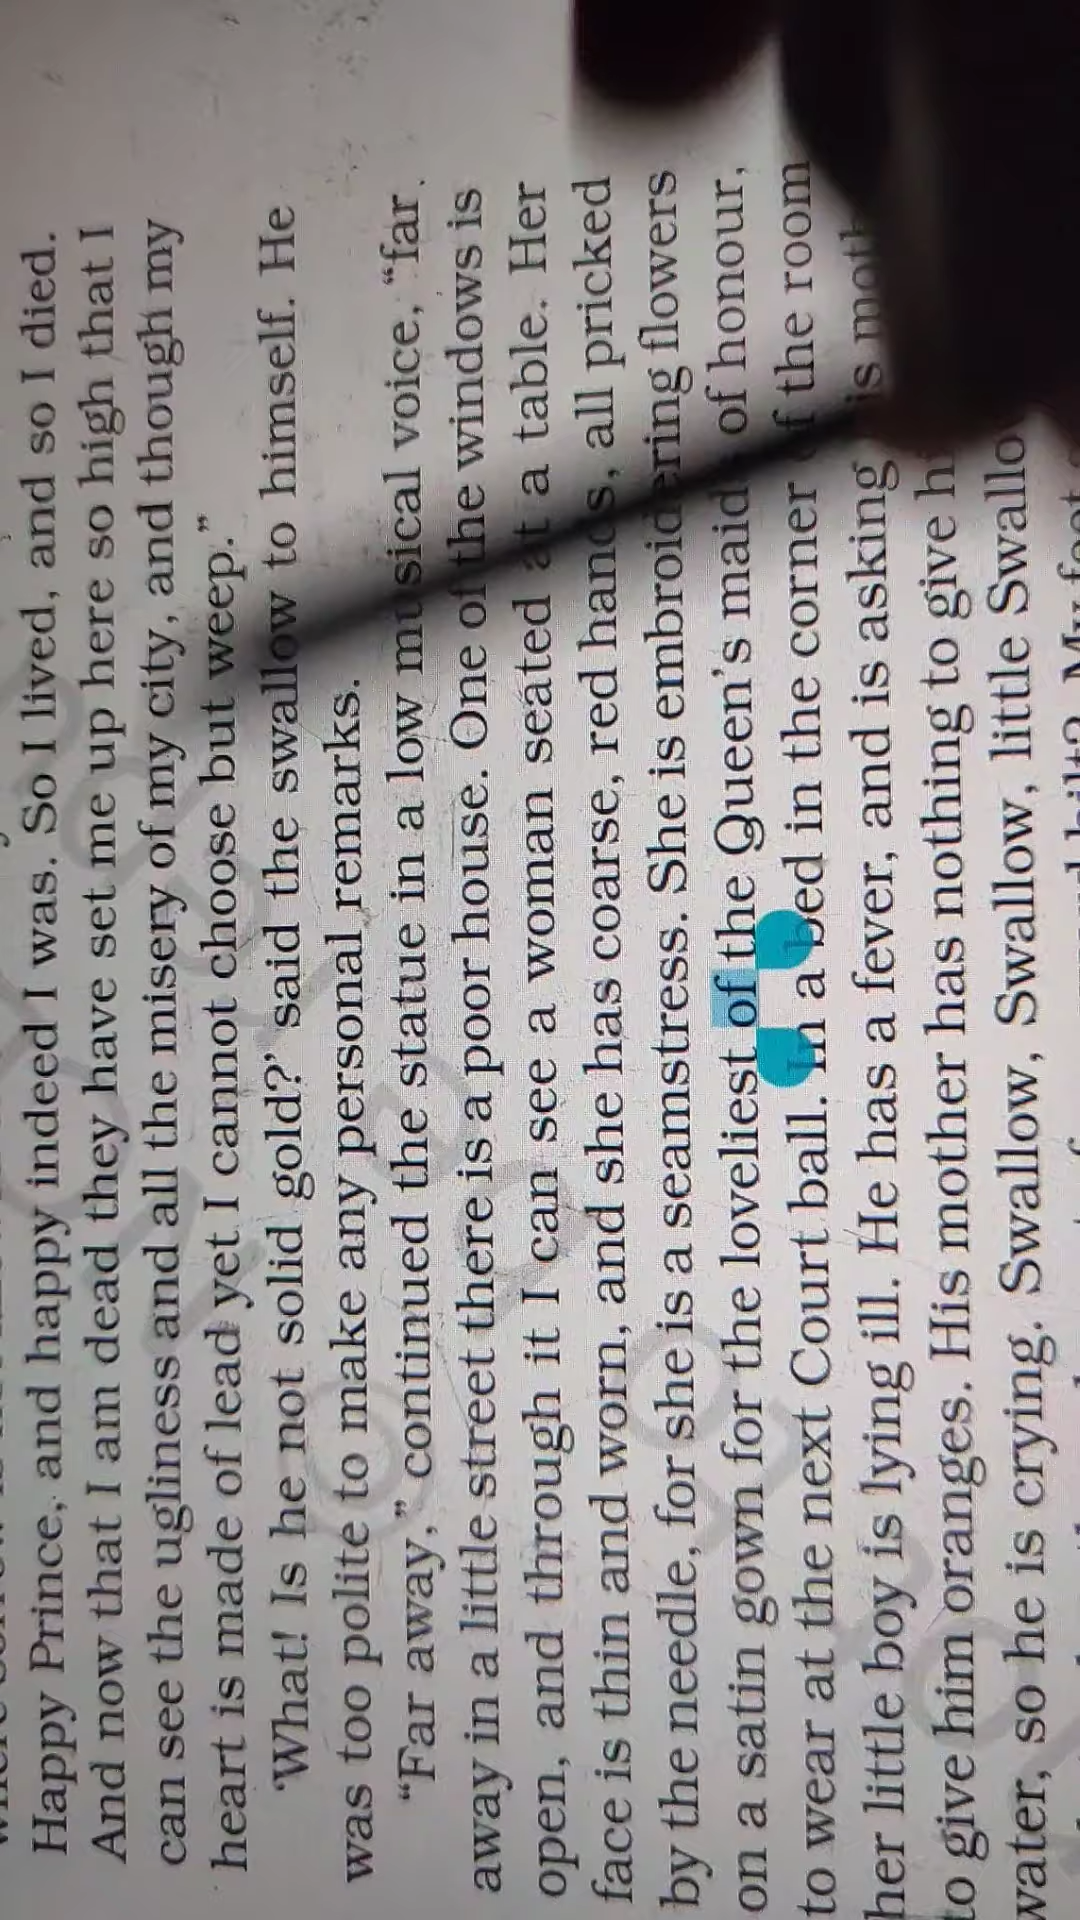 Happy Prince, and happy indeed I was. So I lived, and so I died.
And now that I am dead they have set me up here so high that I
can see the ugliness and all the misery of my city, and though my
heart is made of lead yet I cannot choose but weep.”
‘What! Is he not solid gold?’ said the swallow to himself. He
was too polite to make any personal remarks.
“Far away,” continued the statue in a low musical voice, “far
away in a little street there is a poor house. One of the windows is
open, and through it I can see a woman seated at a table. Her
face is thin and worn, and she has coarse, red hands, all pricked
by the needle, for she is a seamstress. She is embroidering flowers
on a satin gown for the loveliest of the Queen’s maids of honour,
to wear at the next Court ball. In a bed in the corner of the room
her little boy is lying ill. He has a fever, and is asking
to give him oranges. His mother has nothing to give
water, so he is crying. Swallow, Swallow, little Swallo